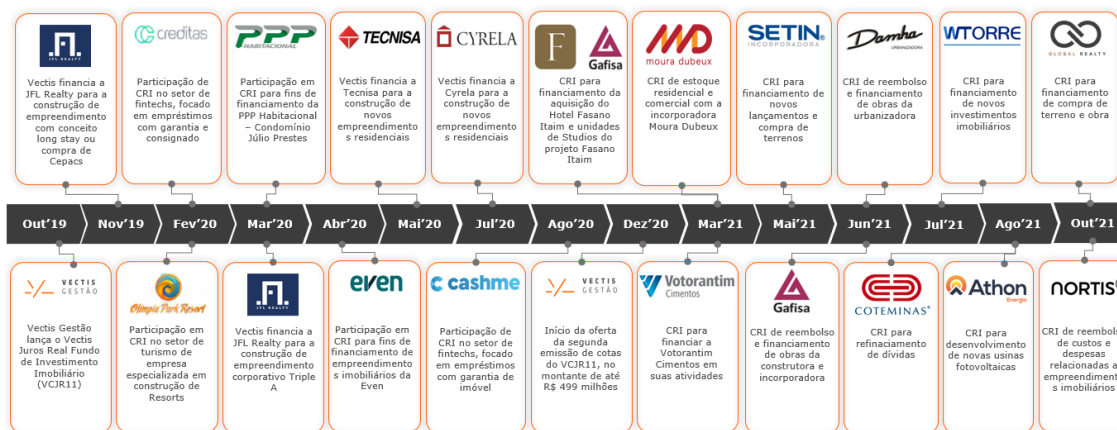 JFL REALTY
Vectis financia a
JFL Realty para a
construção de
empreendimento
com conceito
long stay ou
compra de
Cepacs
creditas
Participação de
CRI no setor de
fintechs, focado
em empréstimos
com garantia e
consignado
PPP
HABITACIONAL
Participação em
CRI para fins de
financiamento da
PPP Habitacional
– Condomínio
Júlio Prestes
TECNISA
Vectis financia a
Tecnisa para a
construção de
novos
empreendimento
s residenciais
CYRELA
Vectis financia a
Cyrela para a
construção de
novos
empreendimento
s residenciais
F
Gafisa
CRI para
financiamento da
aquisição do
Hotel Fasano
Itaim e unidades
de Studios do
projeto Fasano
Itaim
moura dubeux
CRI de estoque
residencial e
comercial com a
incorporadora
Moura Dubeux
SETIN
INCORPORADORA
CRI para
financiamento de
novos
lançamentos e
compra de
terrenos
Damha
URBANIZADORA
CRI de reembolso
e financiamento
de obras da
urbanizadora
WTORRE
CRI para
financiamento
de novos
investimentos
imobiliários
GLOBAL REALTY
CRI para
financiamento
de compra de
terreno e obra
Out'19
Nov'19
Fev'20
Mar'20
Abr'20
Mai'20
Jul'20
Ago'20
Dez'20
Mar'21
Mai'21
Jun'21
Jul'21
Ago'21
Out'21
VECTIS
GESTÃO
Vectis Gestão
lança o Vectis
Juros Real Fundo
de Investimento
Imobiliário
(VCJR11)
Olimpia Park Resort
Participação em
CRI no setor de
turismo de
empresa
especializada em
construção de
Resorts
JFL REALTY
Vectis financia a
JFL Realty para a
construção de
empreendimento
corporativo Triple
A
even
Participação em
CRI para fins de
financiamento de
empreendimento
s imobiliários da
Even
cashme
Participação de
CRI no setor de
fintechs, focado
em empréstimos
com garantia de
imóvel
VECTIS
GESTÃO
Início da oferta
da segunda
emissão de cotas
do VCJR11, no
montante de até
R$ 499 milhões
Votorantim
Cimentos
CRI para
financiar a
Votorantim
Cimentos em
suas atividades
Gafisa
CRI de reembolso
e financiamento
de obras da
construtora e
incorporadora
COTEMINAS
CRI para
refinaciamento de
dívidas
Athon
Energia
CRI para
desenvolvimento
de novas usinas
fotovoltaicas
NORTIS
CRI de reembols
de custos e
despesas
relacionadas a
empreendiment
s imobiliários